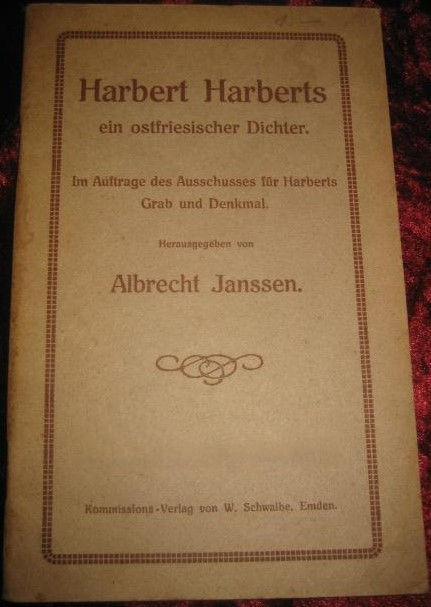 Harbert Harberts
ein ostfriesischer Dichter.
Im Auftrage des Ausschusses für Harberts
Grab und Denkmal.
Herausgegeben von
Albrecht Janssen.
Kommissions-Verlag von W. Schwalbe, Emden.